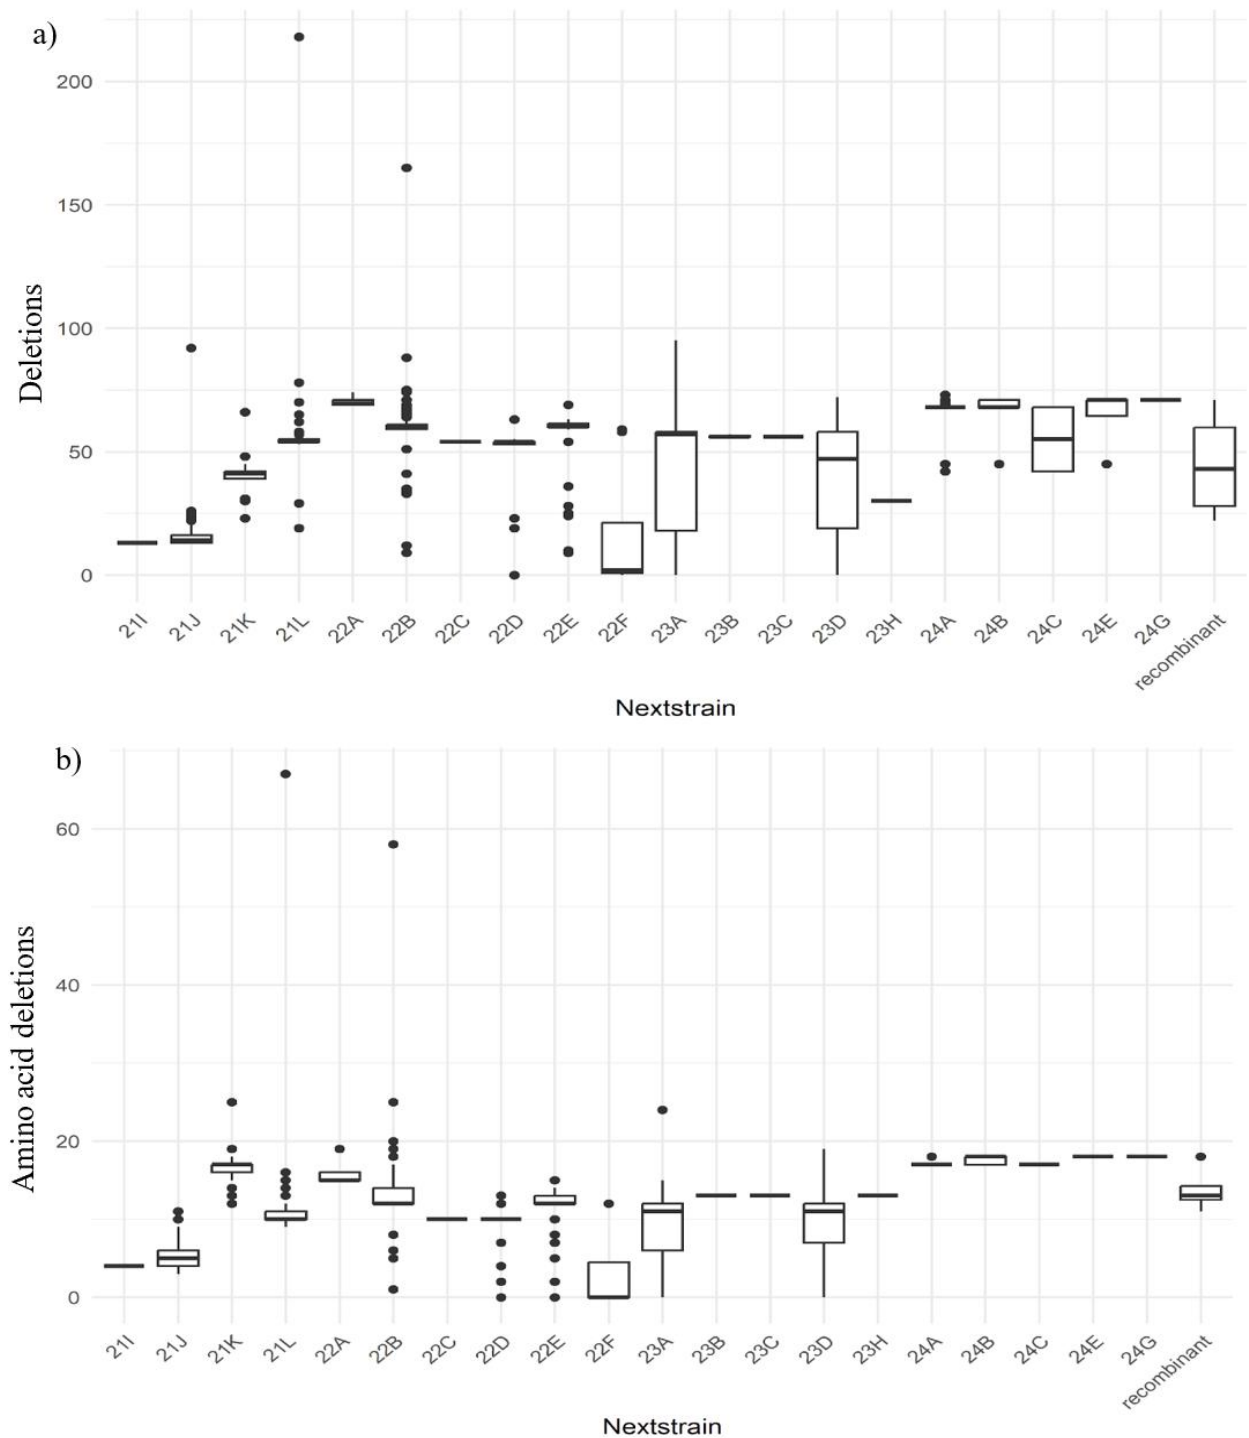 a)
200
150
100
50
0
Deletions
21I 21J 21K 21L 22A 22B 22C 22D 22E 22F 23A 23B 23C 23D 23H 24A 24B 24C 24E 24G recombinant
Nextstrain
b)
60
40
20
0
Amino acid deletions
21I 21J 21K 21L 22A 22B 22C 22D 22E 22F 23A 23B 23C 23D 23H 24A 24B 24C 24E 24G recombinant
Nextstrain